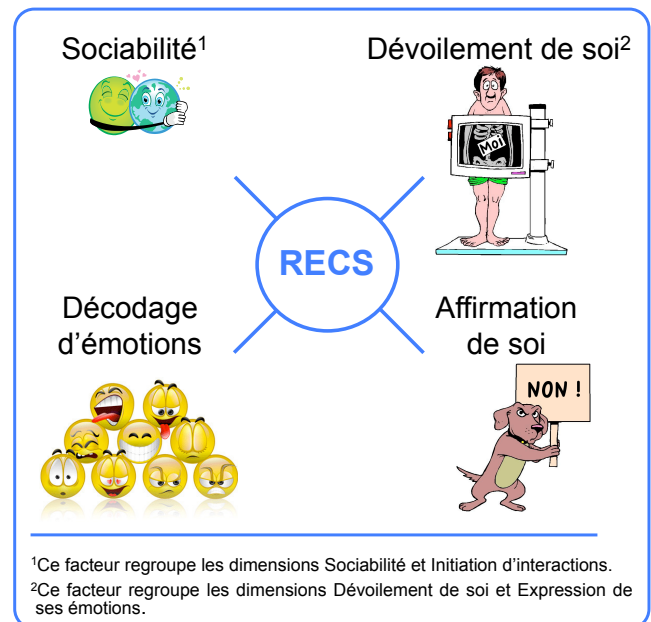 Sociabilité¹
Dévoilement de soi²
Moi
RECS
Décodage
d’émotions
Affirmation
de soi
NON !
¹Ce facteur regroupe les dimensions Sociabilité et Initiation d’interactions.
²Ce facteur regroupe les dimensions Dévoilement de soi et Expression de
ses émotions.